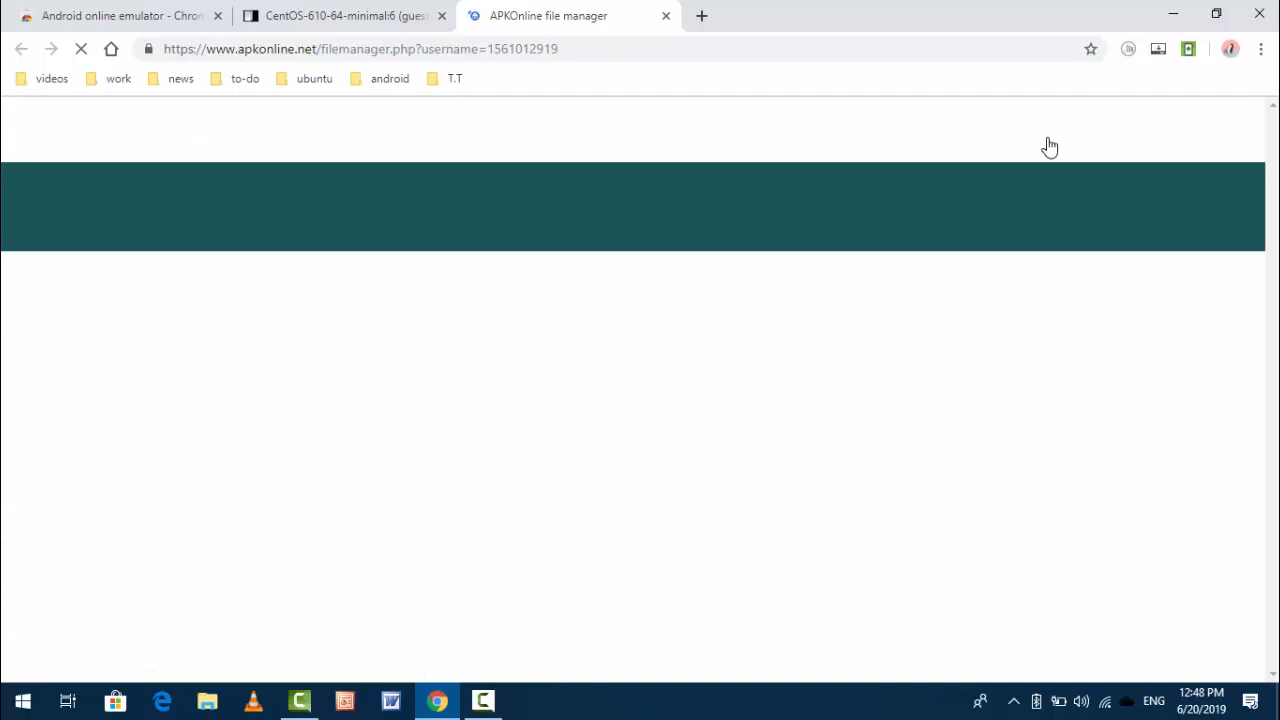 Android online emulator - Chron
CentOS-610-64-minimal:6 (guest
APKOnline file manager
https://www.apkonline.net/filemanager.php?username=1561012919
videos
work
news
to-do
ubuntu
android
T.T
ENG
12:48 PM
6/20/2019